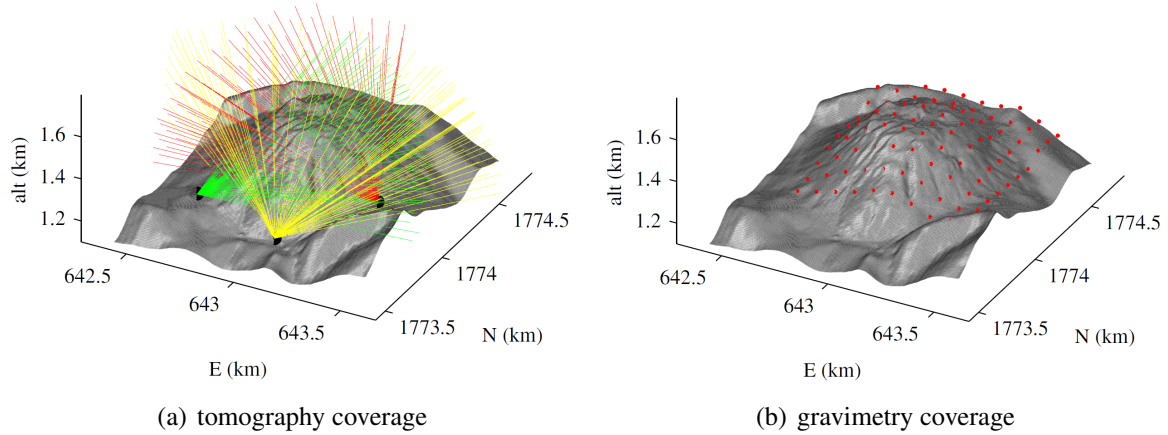 alt (km)
1.6
1.4
1.2
642.5
643
643.5
E (km)
1773.5
1774
1774.5
N (km)
(a) tomography coverage
alt (km)
1.6
1.4
1.2
642.5
643
643.5
E (km)
1773.5
1774
1774.5
N (km)
(b) gravimetry coverage